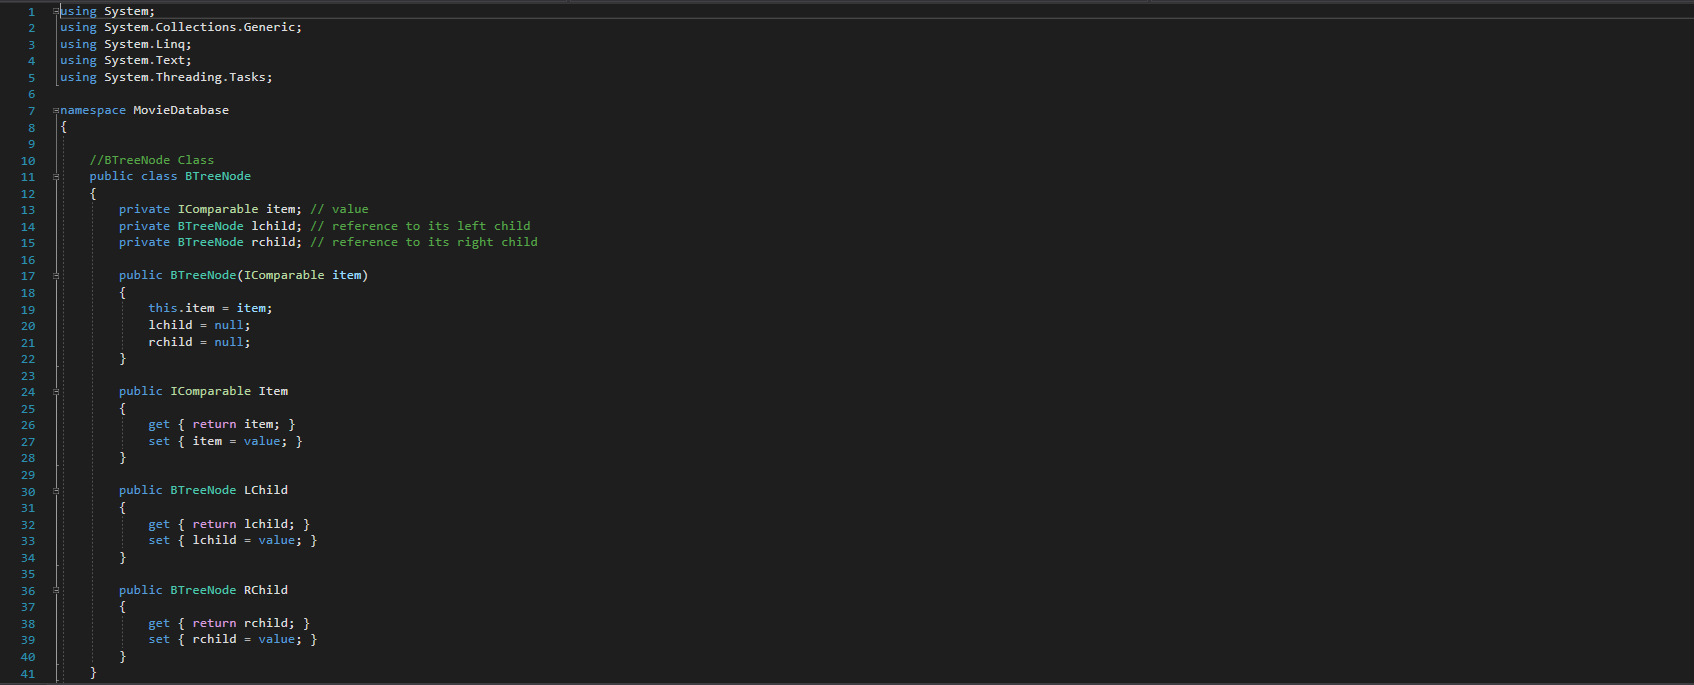 1 using System;
2 using System.Collections.Generic;
3 using System.Linq;
4 using System.Text;
5 using System.Threading.Tasks;
6
7 namespace MovieDatabase
8 {
9
10 //BTreeNode Class
11 public class BTreeNode
12 {
13 private IComparable item; // value
14 private BTreeNode lchild; // reference to its left child
15 private BTreeNode rchild; // reference to its right child
16
17 public BTreeNode(IComparable item)
18 {
19 this.item = item;
20 lchild = null;
21 rchild = null;
22 }
23
24 public IComparable Item
25 {
26 get { return item; }
27 set { item = value; }
28 }
29
30 public BTreeNode LChild
31 {
32 get { return lchild; }
33 set { lchild = value; }
34 }
35
36 public BTreeNode RChild
37 {
38 get { return rchild; }
39 set { rchild = value; }
40 }
41 }